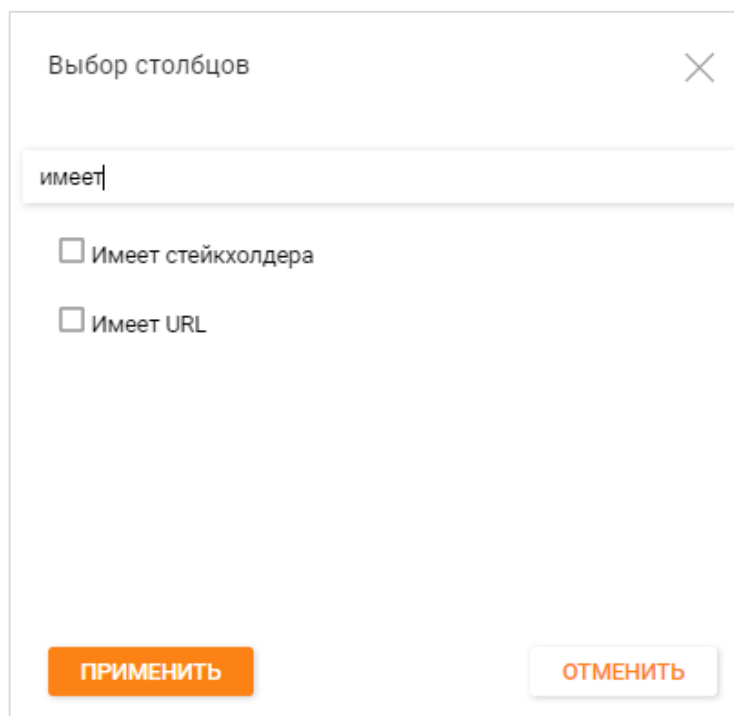 Выбор столбцов
имеет
Имеет стейкхолдера
Имеет URL
ПРИМЕНИТЬ
ОТМЕНИТЬ